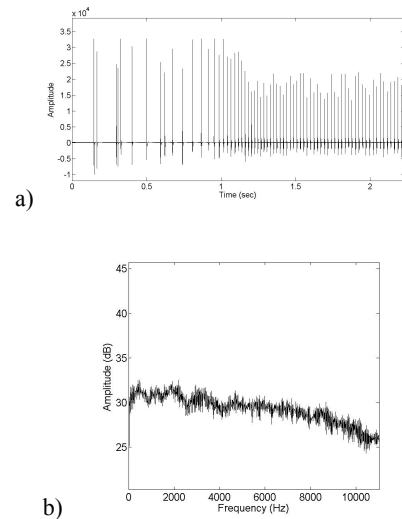 × 10⁴
3.5
3
2.5
2
1.5
1
0.5
0
-0.5
-1
Amplitude
0 0.5 1 1.5 2
Time (sec)
a)
45
40
35
30
25
Amplitude (dB)
0 2000 4000 6000 8000 10000
Frequency (Hz)
b)